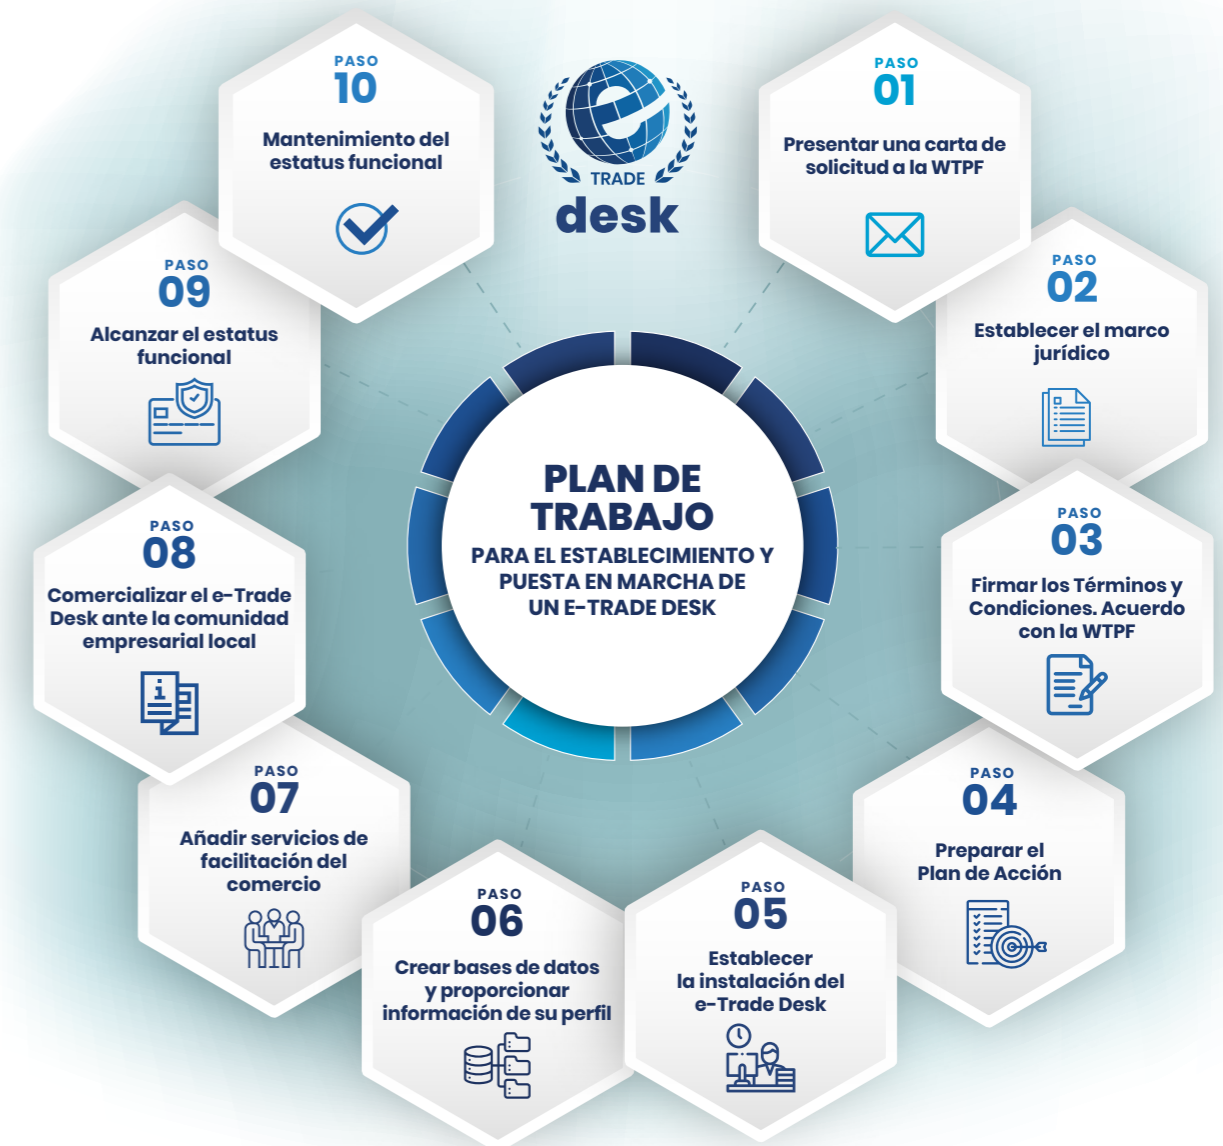 e
TRADE
desk
PLAN DE
TRABAJO
PARA EL ESTABLECIMIENTO Y
PUESTA EN MARCHA DE
UN E-TRADE DESK
PASO
01
Presentar una carta de
solicitud a la WTPF
PASO
02
Establecer el marco
jurídico
PASO
03
Firmar los Términos y
Condiciones. Acuerdo
con la WTPF
PASO
04
Preparar el
Plan de Acción
PASO
05
Establecer
la instalación del
e-Trade Desk
PASO
06
Crear bases de datos
y proporcionar
información de su perfil
PASO
07
Añadir servicios de
facilitación del
comercio
PASO
08
Comercializar el e-Trade
Desk ante la comunidad
empresarial local
PASO
09
Alcanzar el estatus
funcional
PASO
10
Mantenimiento del
estatus funcional